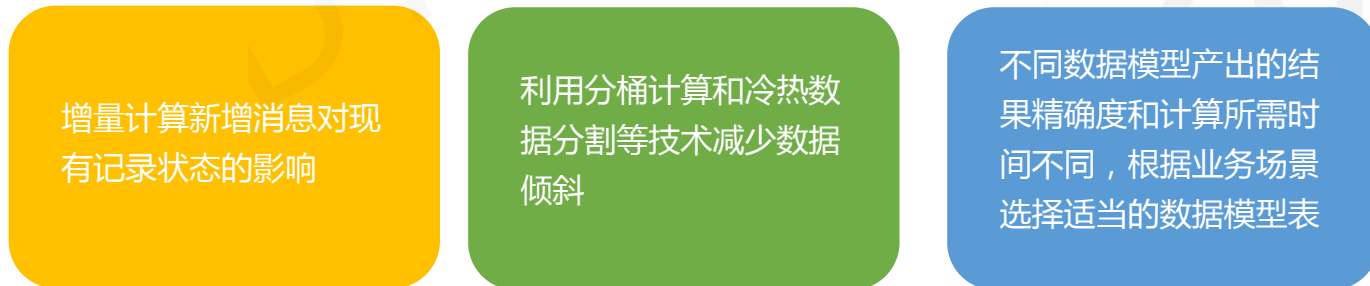 增量计算新增消息对现
有记录状态的影响
利用分桶计算和冷热数
据分割等技术减少数据
倾斜
不同数据模型产出的结
果精确度和计算所需时
间不同，根据业务场景
选择适当的数据模型表